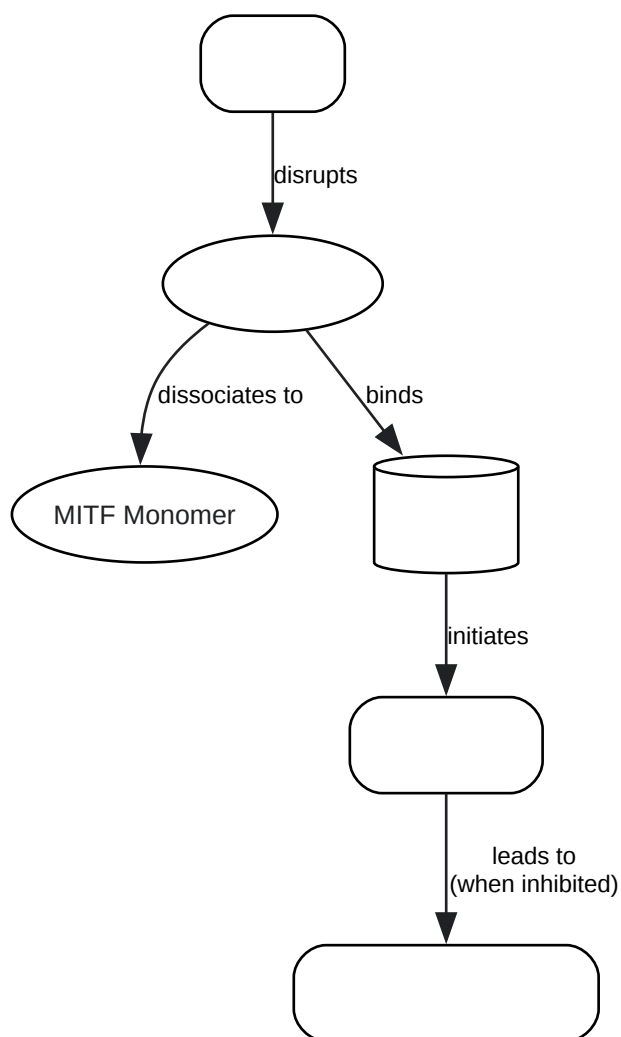 disrupts
dissociates to
binds
MITF Monomer
initiates
leads to
(when inhibited)